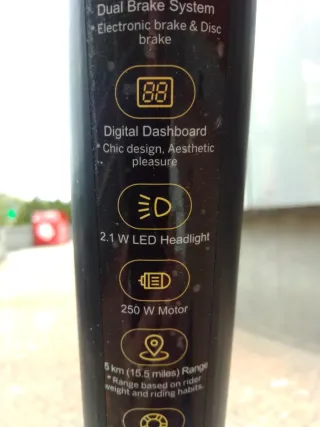 Dual Brake System
*Electronic brake & Disc
brake
88
Digital Dashboard
*Chic design, Aesthetic
pleasure
2.1 W LED Headlight
250 W Motor
5 km (15.5 miles) Range
*Range based on rider
weight and riding habits.